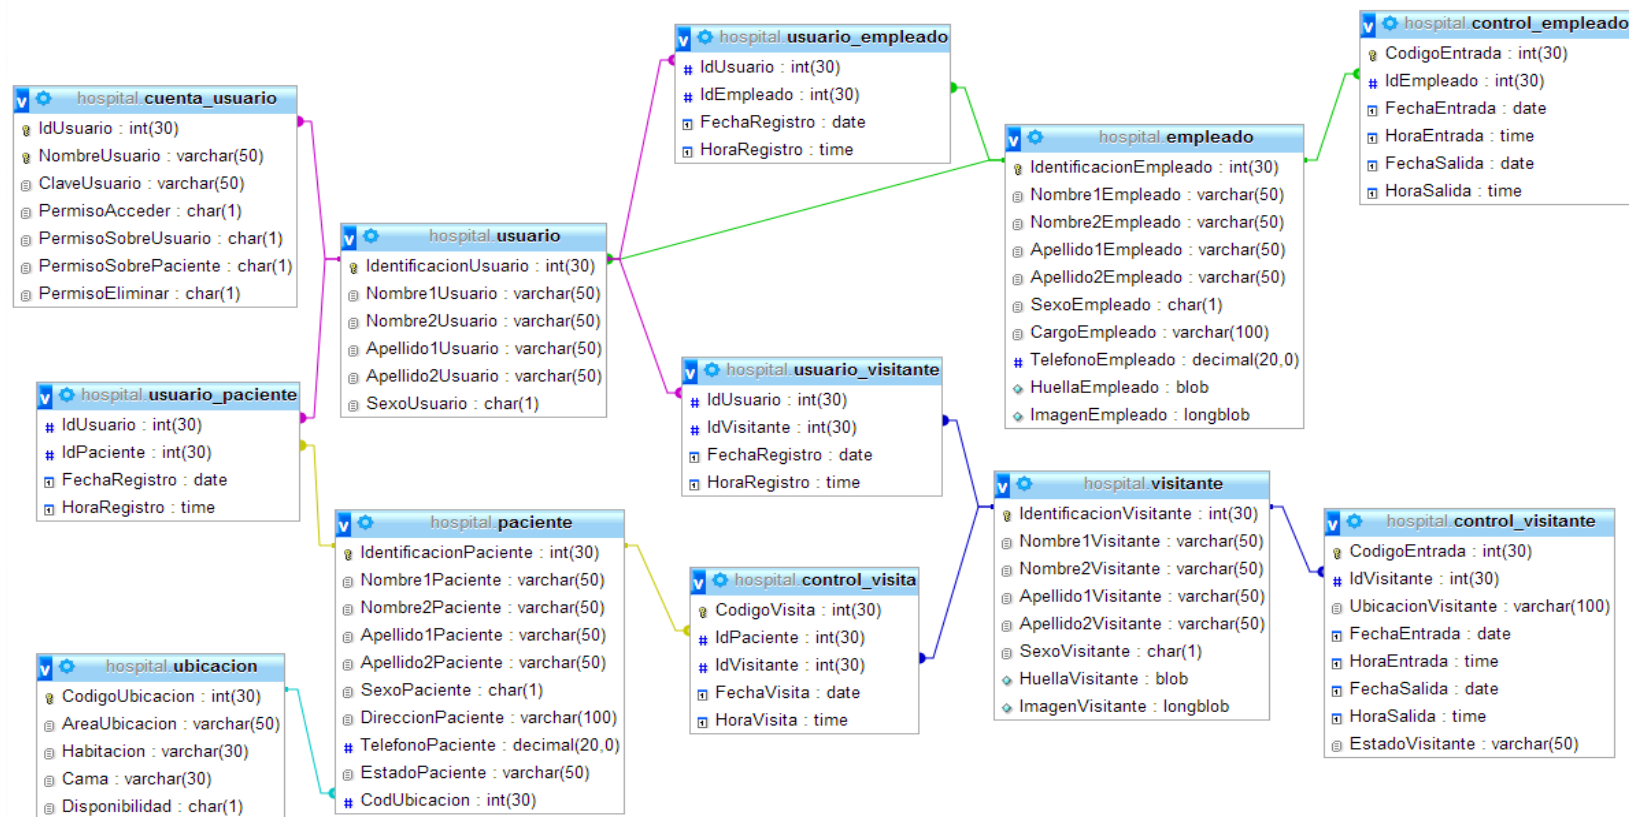 hospital.cuenta_usuario
IdUsuario : int(30)
NombreUsuario : varchar(50)
ClaveUsuario : varchar(50)
PermisoAcceder : char(1)
PermisoSobreUsuario : char(1)
PermisoSobrePaciente : char(1)
PermisoEliminar : char(1)
hospital.usuario_paciente
IdUsuario : int(30)
IdPaciente : int(30)
FechaRegistro : date
HoraRegistro : time
hospital.ubicacion
CodigoUbicacion : int(30)
AreaUbicacion : varchar(50)
Habitacion : varchar(30)
Cama : varchar(30)
Disponibilidad : char(1)
hospital.usuario
IdentificacionUsuario : int(30)
Nombre1Usuario : varchar(50)
Nombre2Usuario : varchar(50)
Apellido1Usuario : varchar(50)
Apellido2Usuario : varchar(50)
SexoUsuario : char(1)
hospital.paciente
IdentificacionPaciente : int(30)
Nombre1Paciente : varchar(50)
Nombre2Paciente : varchar(50)
Apellido1Paciente : varchar(50)
Apellido2Paciente : varchar(50)
SexoPaciente : char(1)
DireccionPaciente : varchar(100)
TelefonoPaciente : decimal(20,0)
EstadoPaciente : varchar(50)
CodUbicacion : int(30)
hospital.usuario_empleado
IdUsuario : int(30)
IdEmpleado : int(30)
FechaRegistro : date
HoraRegistro : time
hospital.usuario_visitante
IdUsuario : int(30)
IdVisitante : int(30)
FechaRegistro : date
HoraRegistro : time
hospital.control_visita
CodigoVisita : int(30)
IdPaciente : int(30)
IdVisitante : int(30)
FechaVisita : date
HoraVisita : time
hospital.empleado
IdentificacionEmpleado : int(30)
Nombre1Empleado : varchar(50)
Nombre2Empleado : varchar(50)
Apellido1Empleado : varchar(50)
Apellido2Empleado : varchar(50)
SexoEmpleado : char(1)
CargoEmpleado : varchar(100)
TelefonoEmpleado : decimal(20,0)
HuellaEmpleado : blob
ImagenEmpleado : longblob
hospital.visitante
IdentificacionVisitante : int(30)
Nombre1Visitante : varchar(50)
Nombre2Visitante : varchar(50)
Apellido1Visitante : varchar(50)
Apellido2Visitante : varchar(50)
SexoVisitante : char(1)
HuellaVisitante : blob
ImagenVisitante : longblob
hospital.control_empleado
CodigoEntrada : int(30)
IdEmpleado : int(30)
FechaEntrada : date
HoraEntrada : time
FechaSalida : date
HoraSalida : time
hospital.control_visitante
CodigoEntrada : int(30)
IdVisitante : int(30)
UbicacionVisitante : varchar(100)
FechaEntrada : date
HoraEntrada : time
FechaSalida : date
HoraSalida : time
EstadoVisitante : varchar(50)